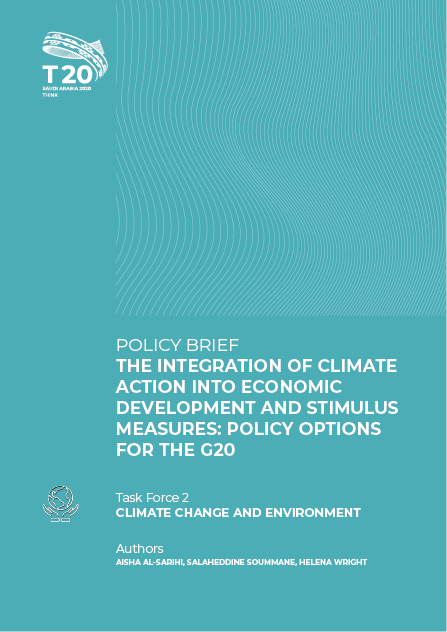 T20
SAUDI ARABIA 2020
THINK
POLICY BRIEF
THE INTEGRATION OF CLIMATE
ACTION INTO ECONOMIC
DEVELOPMENT AND STIMULUS
MEASURES: POLICY OPTIONS
FOR THE G20
Task Force 2
CLIMATE CHANGE AND ENVIRONMENT
Authors
AISHA AL-SARIHI, SALAHEDDINE SOUMMANE, HELENA WRIGHT